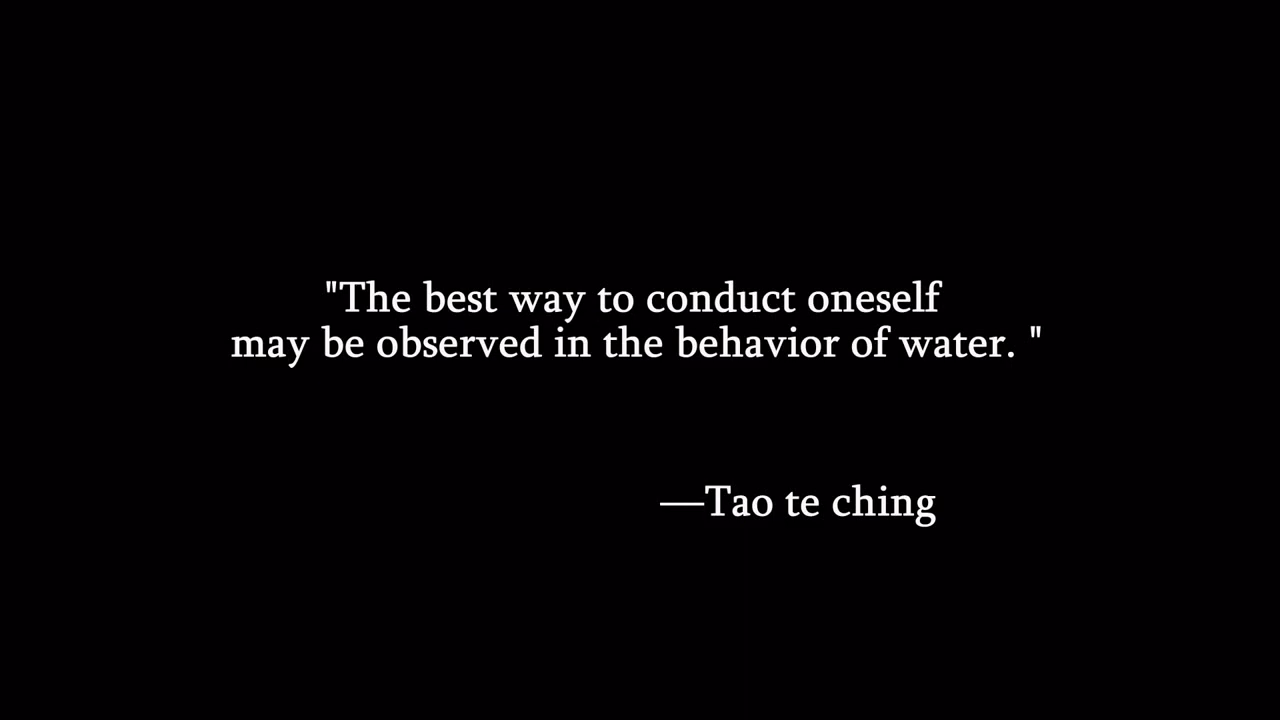 "The best way to conduct oneself
may be observed in the behavior of water. "
—Tao te ching